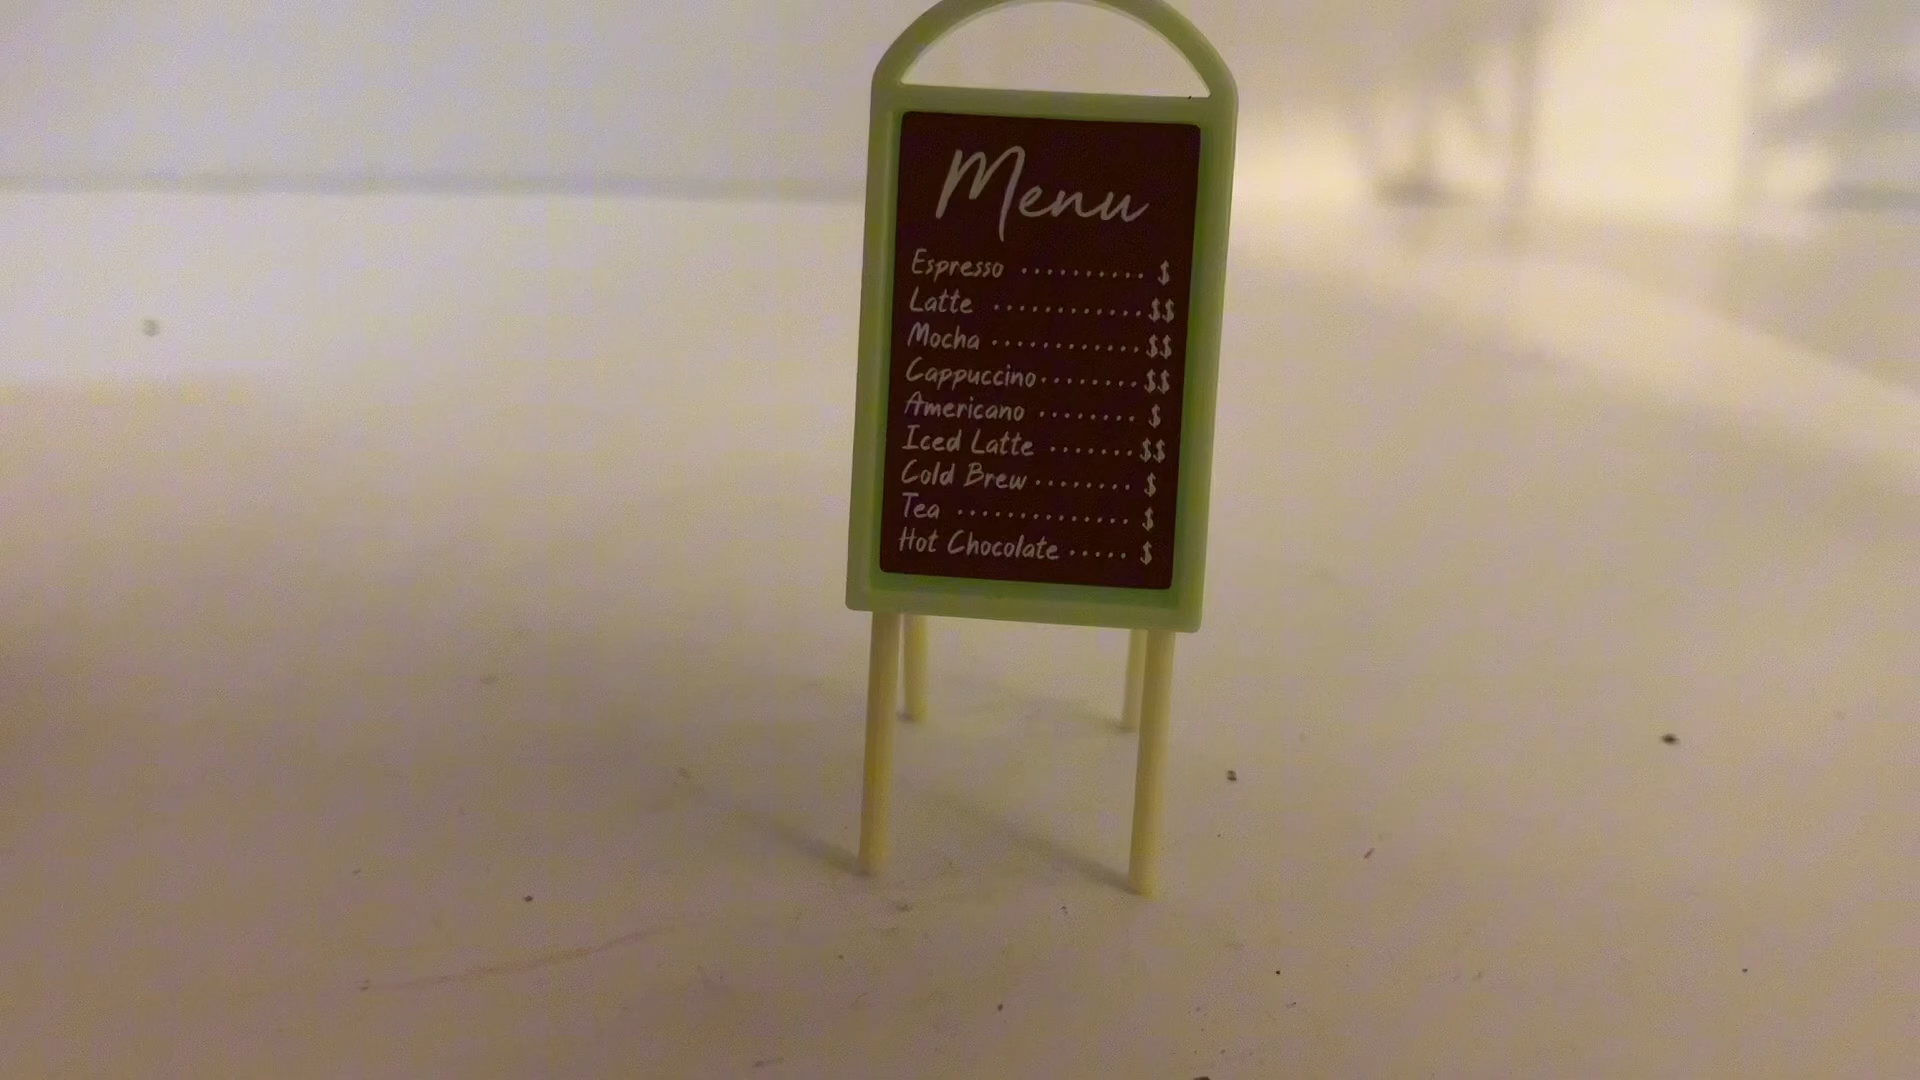 Menu
Espresso .......... $
Latte ............ $$
Mocha ............ $$
Cappuccino........ $$
Americano ........ $
Iced Latte ....... $$
Cold Brew ........ $
Tea .............. $
Hot Chocolate ..... $